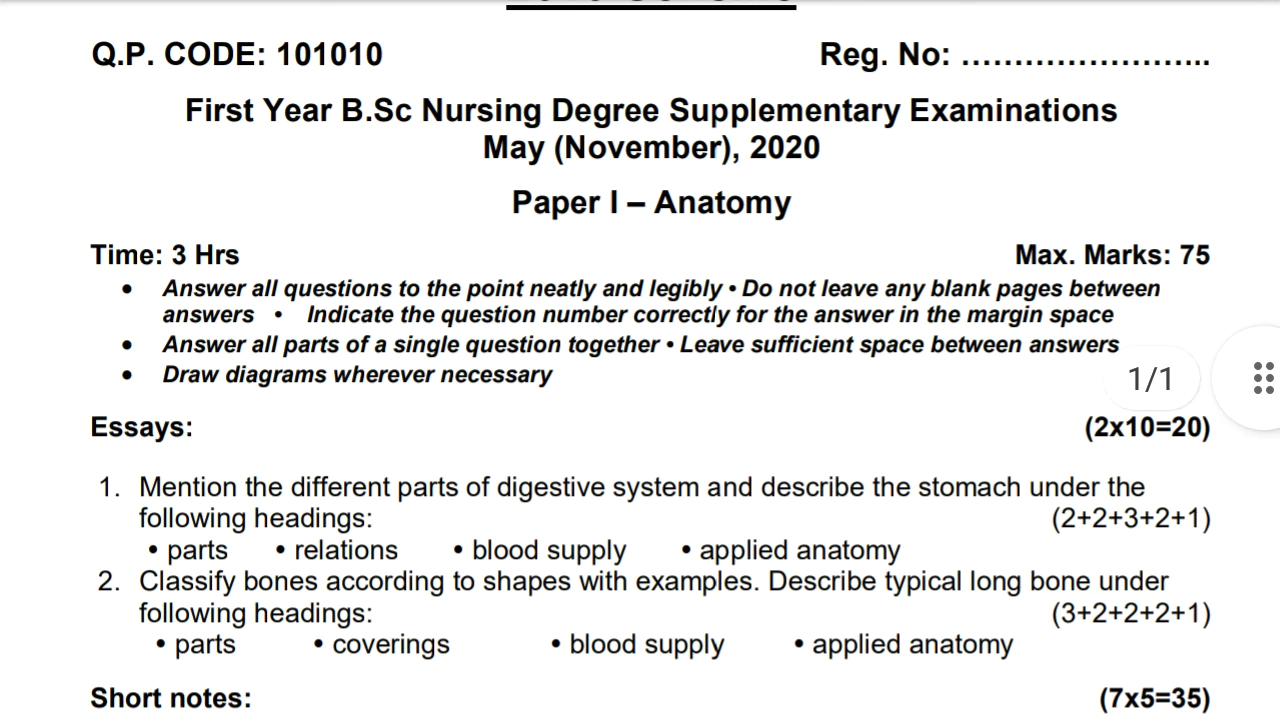 Q.P. CODE: 101010 Reg. No: ……………………..
First Year B.Sc Nursing Degree Supplementary Examinations
May (November), 2020
Paper I – Anatomy
Time: 3 Hrs Max. Marks: 75
• Answer all questions to the point neatly and legibly • Do not leave any blank pages between
answers • Indicate the question number correctly for the answer in the margin space
• Answer all parts of a single question together • Leave sufficient space between answers
• Draw diagrams wherever necessary
1/1
Essays: (2x10=20)
1. Mention the different parts of digestive system and describe the stomach under the
following headings: (2+2+3+2+1)
• parts • relations • blood supply • applied anatomy
2. Classify bones according to shapes with examples. Describe typical long bone under
following headings: (3+2+2+2+1)
• parts • coverings • blood supply • applied anatomy
Short notes: (7x5=35)